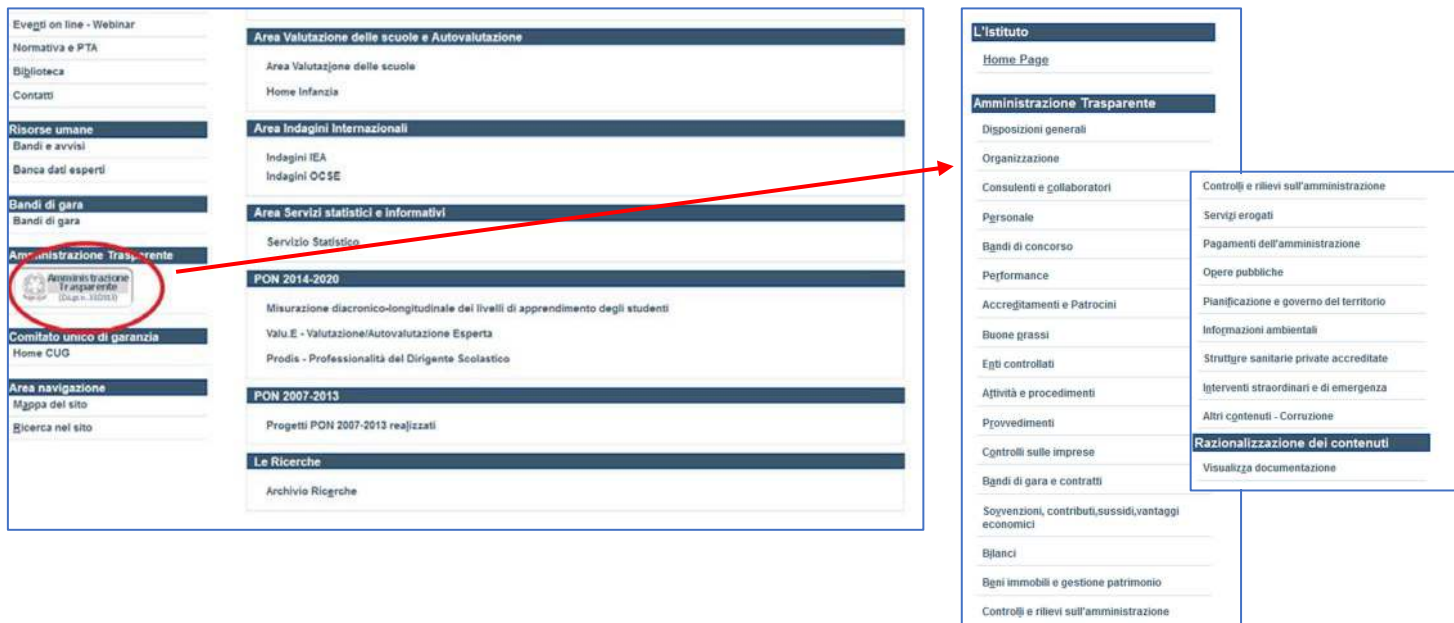 Eventi on line - Webinar
Normativa e PTA
Biblioteca
Contatti
Risorse umane
Bandi e avvisi
Banca dati esperti
Bandi di gara
Bandi di gara
Amministrazione Trasparente
Amministrazione
Trasparente
(D.Lgs n. 33/2013)
Comitato unico di garanzia
Home CUG
Area navigazione
Mappa del sito
Ricerca nel sito
Area Valutazione delle scuole e Autovalutazione
Area Valutazione delle scuole
Home Infanzia
Area Indagini Internazionali
Indagini IEA
Indagini OCSE
Area Servizi statistici e informativi
Servizio Statistico
PON 2014-2020
Misurazione diacronico-longitudinale dei livelli di apprendimento degli studenti
Valu.E - Valutazione/Autovalutazione Esperta
Prodis - Professionalità del Dirigente Scolastico
PON 2007-2013
Progetti PON 2007-2013 realizzati
Le Ricerche
Archivio Ricerche
L'Istituto
Home Page
Amministrazione Trasparente
Disposizioni generali
Organizzazione
Consulenti e collaboratori
Personale
Bandi di concorso
Performance
Accreditamenti e Patrocini
Buone prassi
Enti controllati
Attività e procedimenti
Provvedimenti
Controlli sulle imprese
Bandi di gara e contratti
Sovvenzioni, contributi,sussidi,vantaggi
economici
Bilanci
Beni immobili e gestione patrimonio
Controlli e rilievi sull'amministrazione
Controlli e rilievi sull'amministrazione
Servizi erogati
Pagamenti dell'amministrazione
Opere pubbliche
Pianificazione e governo del territorio
Informazioni ambientali
Strutture sanitarie private accreditate
Interventi straordinari e di emergenza
Altri contenuti - Corruzione
Razionalizzazione dei contenuti
Visualizza documentazione